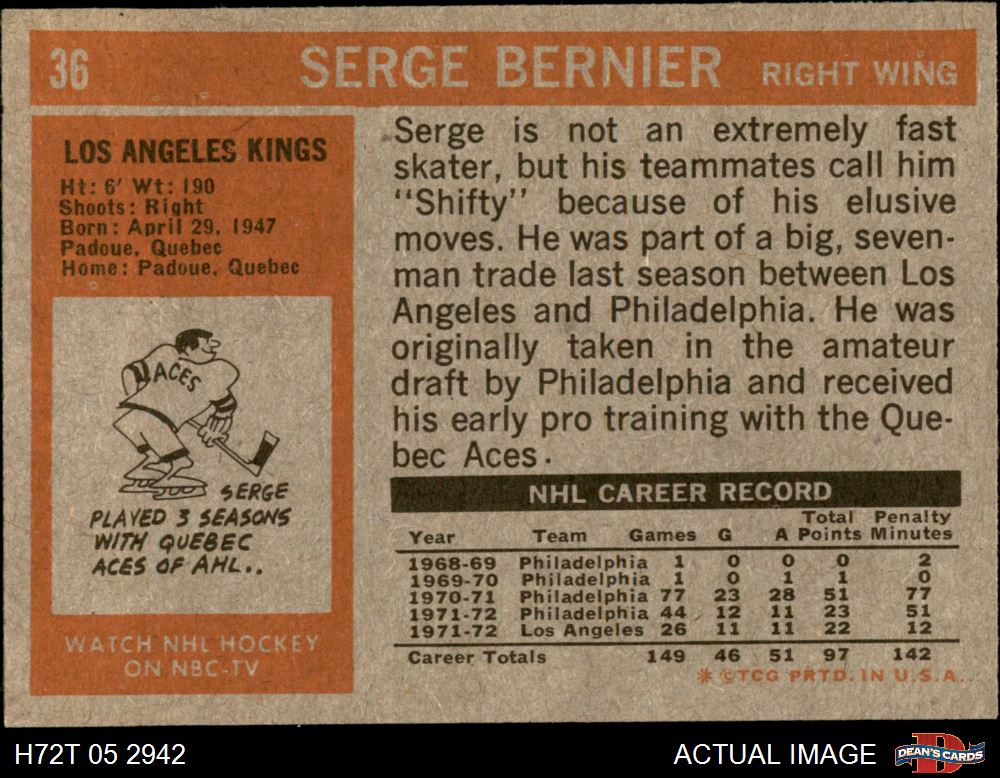 36 SERGE BERNIER RIGHT WING
LOS ANGELES KINGS
Ht: 6' Wt: 190
Shoots: Right
Born: April 29, 1947
Padoue, Quebec
Home: Padoue, Quebec
ACES
SERGE
PLAYED 3 SEASONS
WITH QUEBEC
ACES OF AHL..
WATCH NHL HOCKEY
ON NBC-TV
Serge is not an extremely fast
skater, but his teammates call him
"Shifty" because of his elusive
moves. He was part of a big, seven-
man trade last season between Los
Angeles and Philadelphia. He was
originally taken in the amateur
draft by Philadelphia and received
his early pro training with the Que-
bec Aces.
NHL CAREER RECORD
Year Team Games G A Total Points Penalty Minutes
1968-69 Philadelphia 1 0 0 0 2
1969-70 Philadelphia 1 0 1 1 0
1970-71 Philadelphia 77 23 28 51 77
1971-72 Philadelphia 44 12 11 23 51
1971-72 Los Angeles 26 11 11 22 12
Career Totals 149 46 51 97 142
* ©TCG PRTD. IN U.S.A.
H72T 05 2942 ACTUAL IMAGE D DEAN'S CARDS